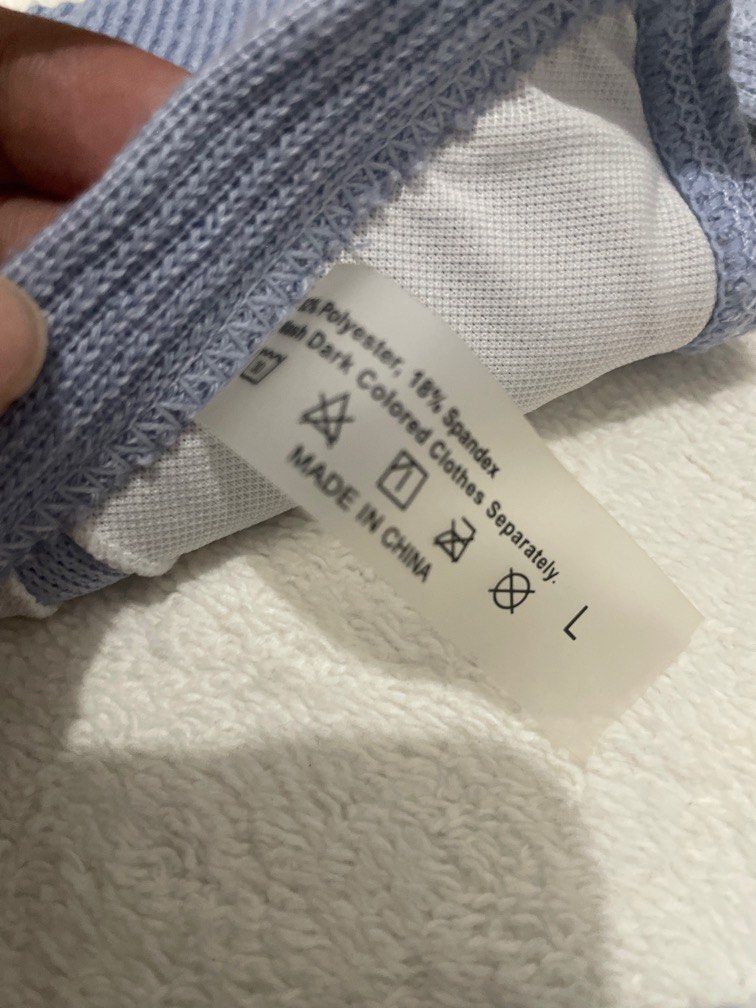 Polyester, 18% Spandex
Dark Colored Clothes Separately.
MADE IN CHINA
L